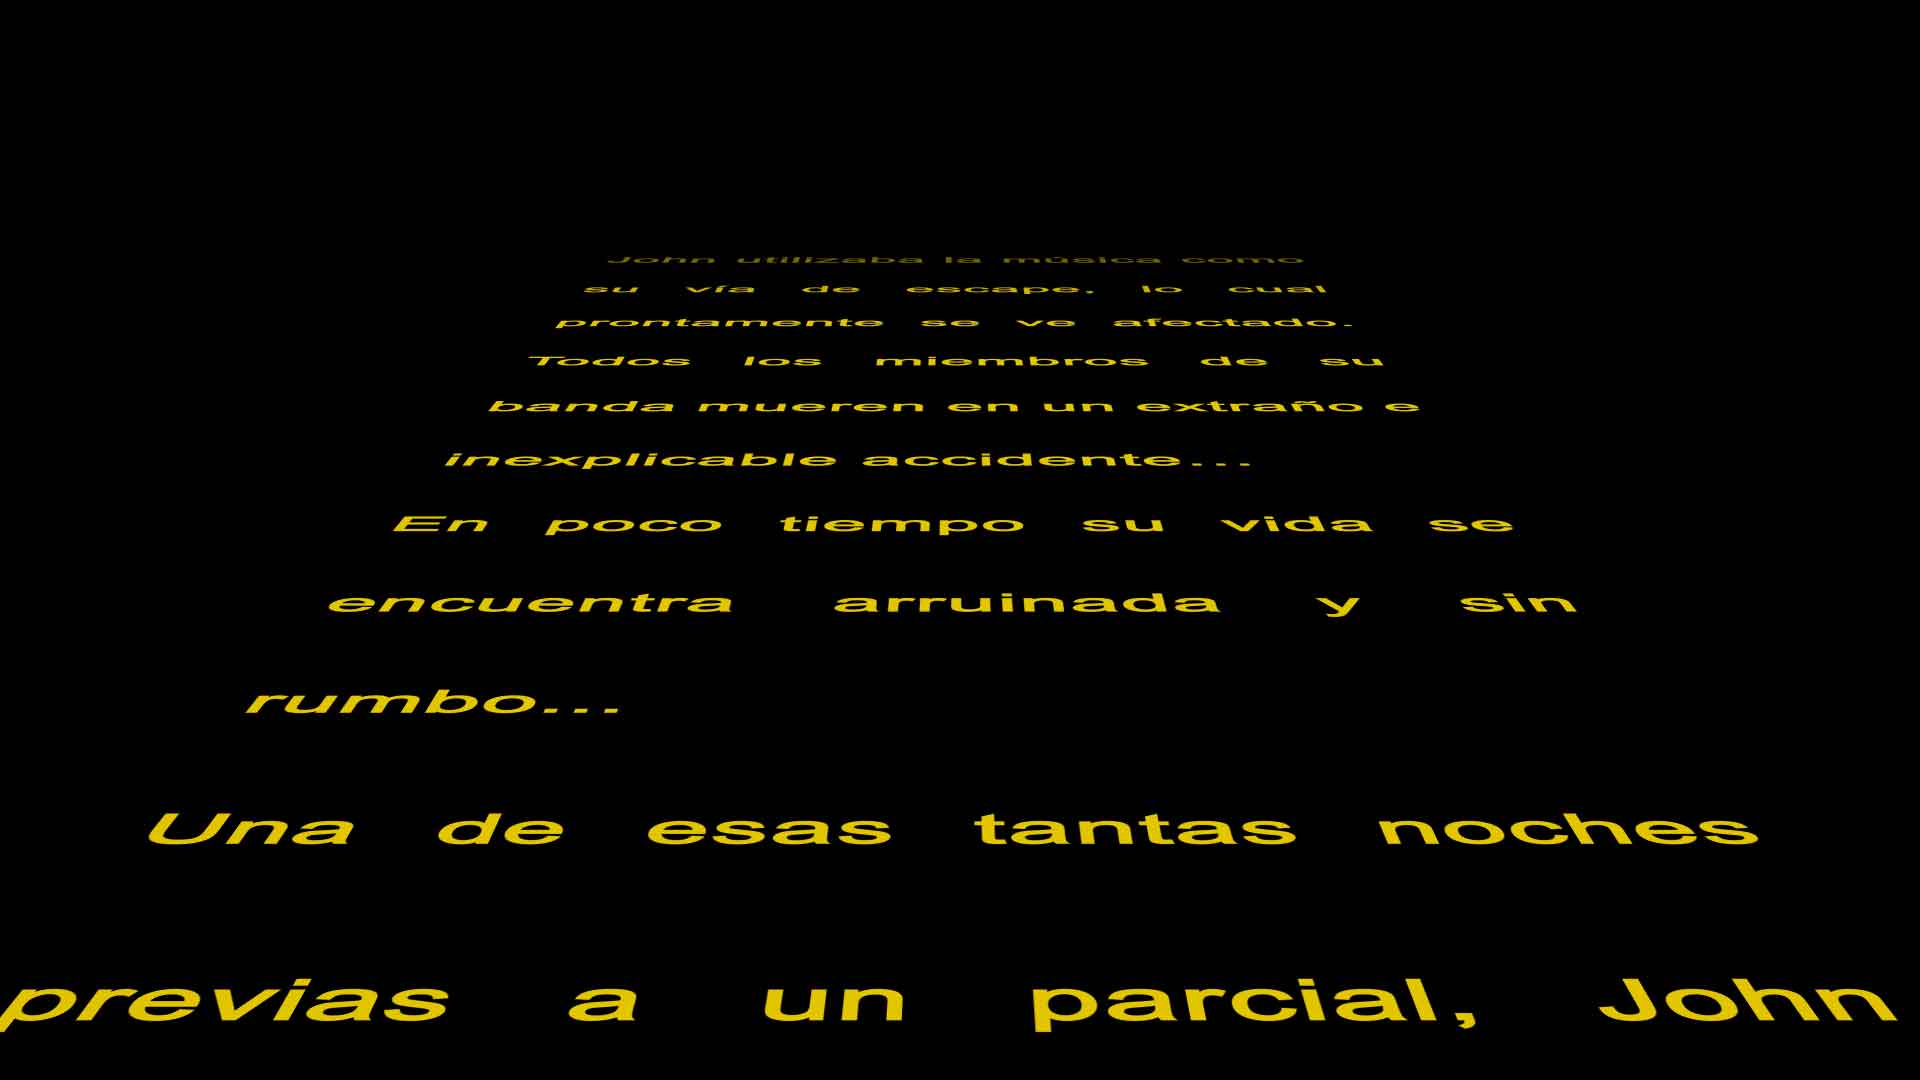 John utilizaba la música como
su vía de escape, lo cual
prontamente se ve afectado.
Todos los miembros de su
banda mueren en un extraño e
inexplicable accidente...
En poco tiempo su vida se
encuentra arruinada y sin
rumbo...
Una de esas tantas noches
previas a un parcial, John